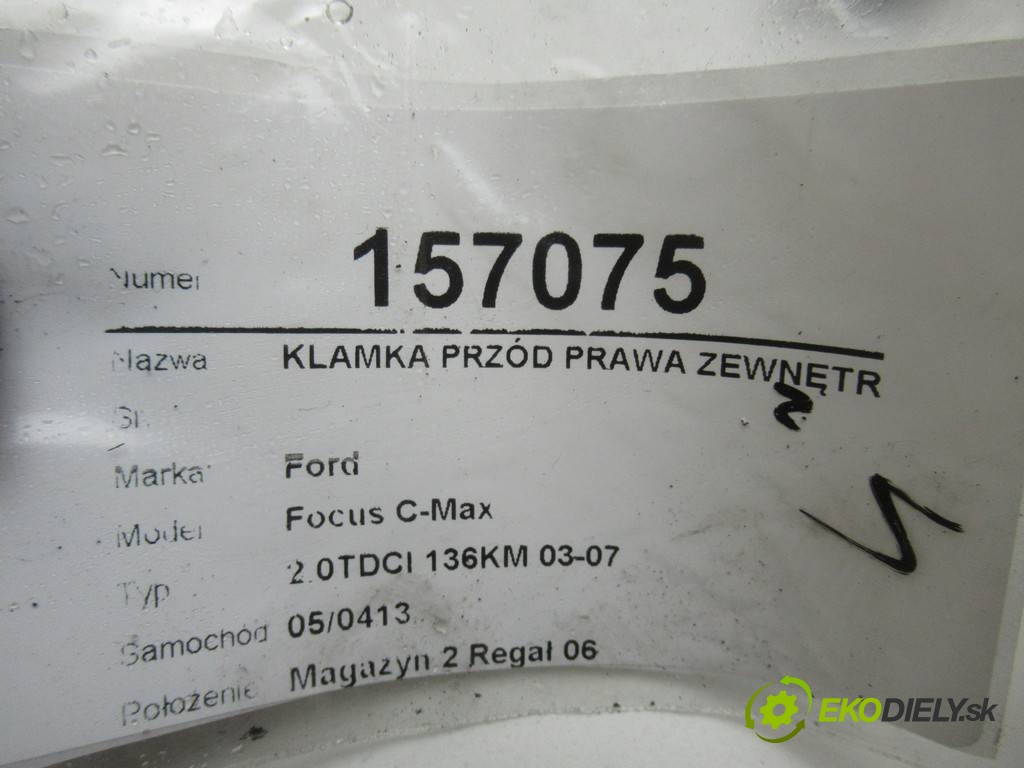 Numer 157075
Nazwa KLAMKA PRZÓD PRAWA ZEWNĘTR
Marka Ford
Model Focus C-Max
Typ 2.0TDCI 136KM 03-07
Samochód 05/0413
Położenie Magazyn 2 Regał 06
EKODIELY.sk